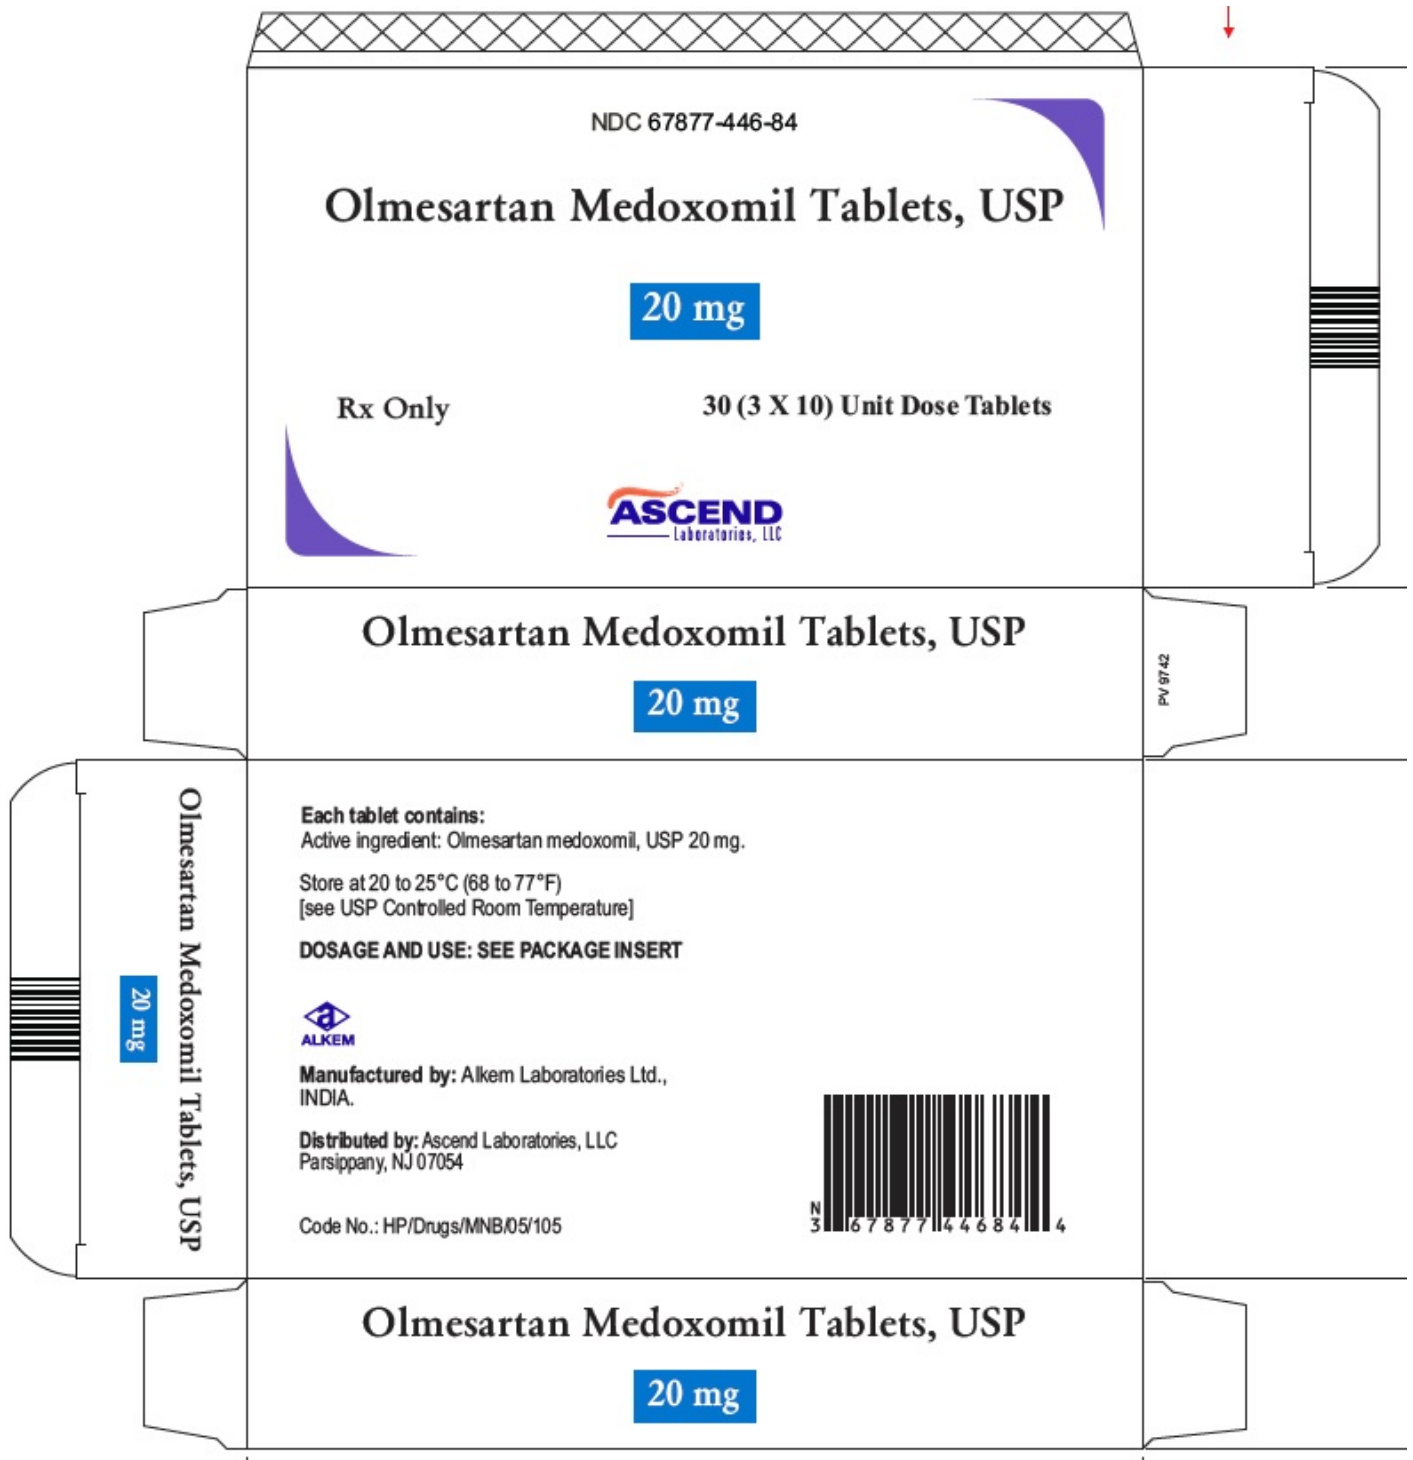 NDC 67877-446-84
Olmesartan Medoxomil Tablets, USP
20 mg
Rx Only
30 (3 X 10) Unit Dose Tablets
ASCEND
Laboratories, LLC
Olmesartan Medoxomil Tablets, USP
20 mg
PV 9742
Olmesartan Medoxomil Tablets, USP
20 mg
Each tablet contains:
Active ingredient: Olmesartan medoxomil, USP 20 mg.
Store at 20 to 25°C (68 to 77°F)
[see USP Controlled Room Temperature]
DOSAGE AND USE: SEE PACKAGE INSERT
a
ALKEM
Manufactured by: Alkem Laboratories Ltd.,
INDIA.
Distributed by: Ascend Laboratories, LLC
Parsippany, NJ 07054
Code No.: HP/Drugs/MNB/05/105
N
3 67877 44684 4
Olmesartan Medoxomil Tablets, USP
20 mg